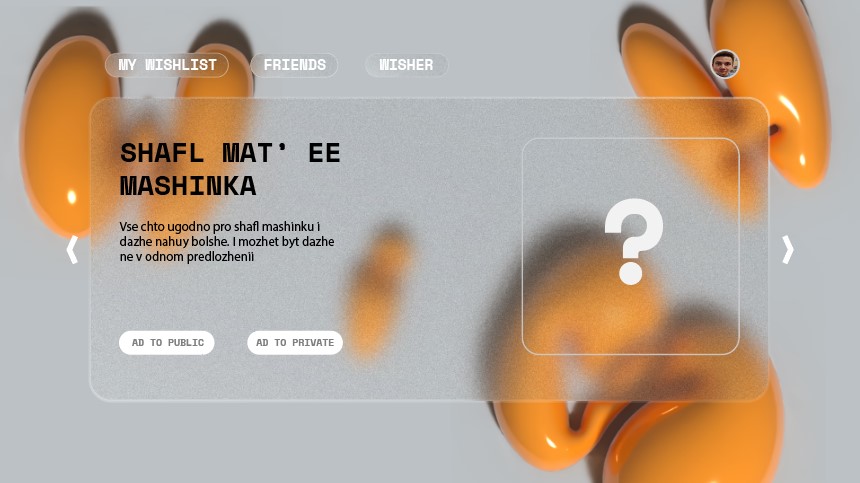 MY WISHLIST
FRIENDS
WISHER
SHAFL MAT' EE
MASHINKA
Vse chto ugodno pro shafl mashinku i
dazhe nahuy bolshe. I mozhet byt dazhe
ne v odnom predlozhenii
?
AD TO PUBLIC
AD TO PRIVATE